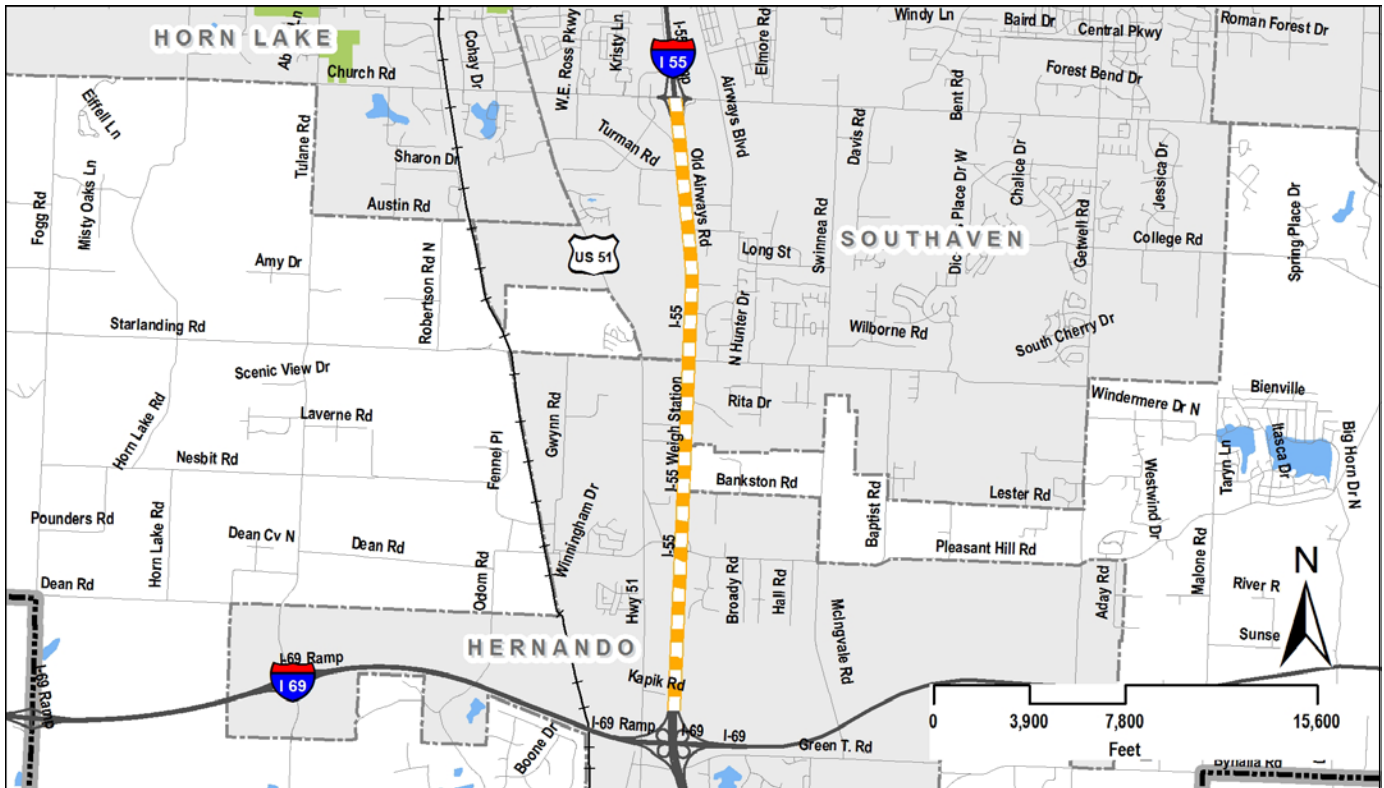 HORN LAKE
Ab
Ln
Church Rd
Cohay Dr
W.E. Ross Pkwy
Kristy Ln
I-55
I 55
Elmore Rd
Windy Ln
Baird Dr
Central Pkwy
Roman Forest Dr
Forest Bend Dr
Bent Rd
Airways Blvd
Eiffell Ln
Tulane Rd
Turman Rd
Davis Rd
Sharon Dr
Old Airways Rd
Place Dr W
Chalice Dr
Jessica Dr
Misty Oaks Ln
Fogg Rd
Austin Rd
Swinnea Rd
Getwell Rd
Spring Place Dr
SOUTHAVEN
College Rd
US 51
Long St
Dic
Amy Dr
Robertson Rd N
I-55
N Hunter Dr
Starlanding Rd
Wilborne Rd
South Cherry Dr
Scenic View Dr
Laverne Rd
Gwynn Rd
I-55 Weigh Station
Rita Dr
Windermere Dr N
Bienville
Horn Lake Rd
Nesbit Rd
Fennel Pl
Itasca Dr
Big Horn Dr N
Taryn Ln
Bankston Rd
Westwind Dr
Lester Rd
Baptist Rd
Pounders Rd
Horn Lake Rd
Dean Cv N
Dean Rd
Winningham Dr
I-55
Pleasant Hill Rd
Malone Rd
N
Dean Rd
Odom Rd
Hwy 51
Broady Rd
Hall Rd
McIngvale Rd
Aday Rd
River R
Sunse
HERNANDO
I-69 Ramp
I 69
I-69 Ramp
Kapik Rd
I-69 Ramp
I-69
I-69
Green T. Rd
Boone Dr
0
3,900
7,800
15,600
Feet
Byhalia Rd